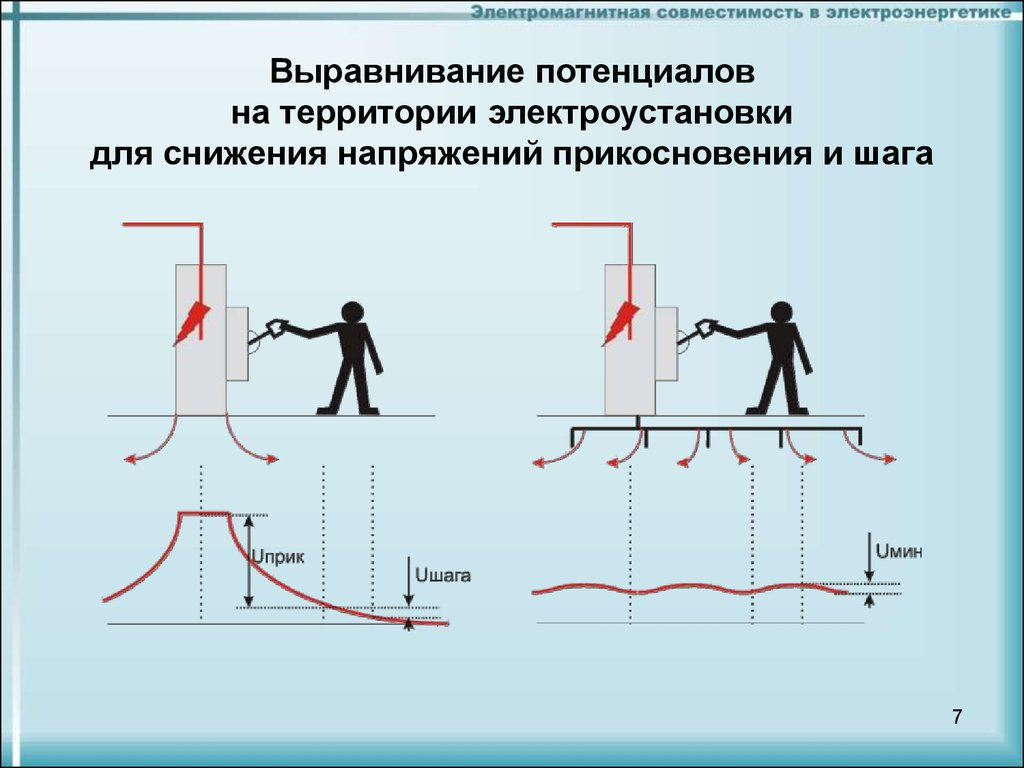 Электромагнитная совместимость в электроэнергетике
Выравнивание потенциалов
на территории электроустановки
для снижения напряжений прикосновения и шага
Uприк
Uшага
Uмин
7